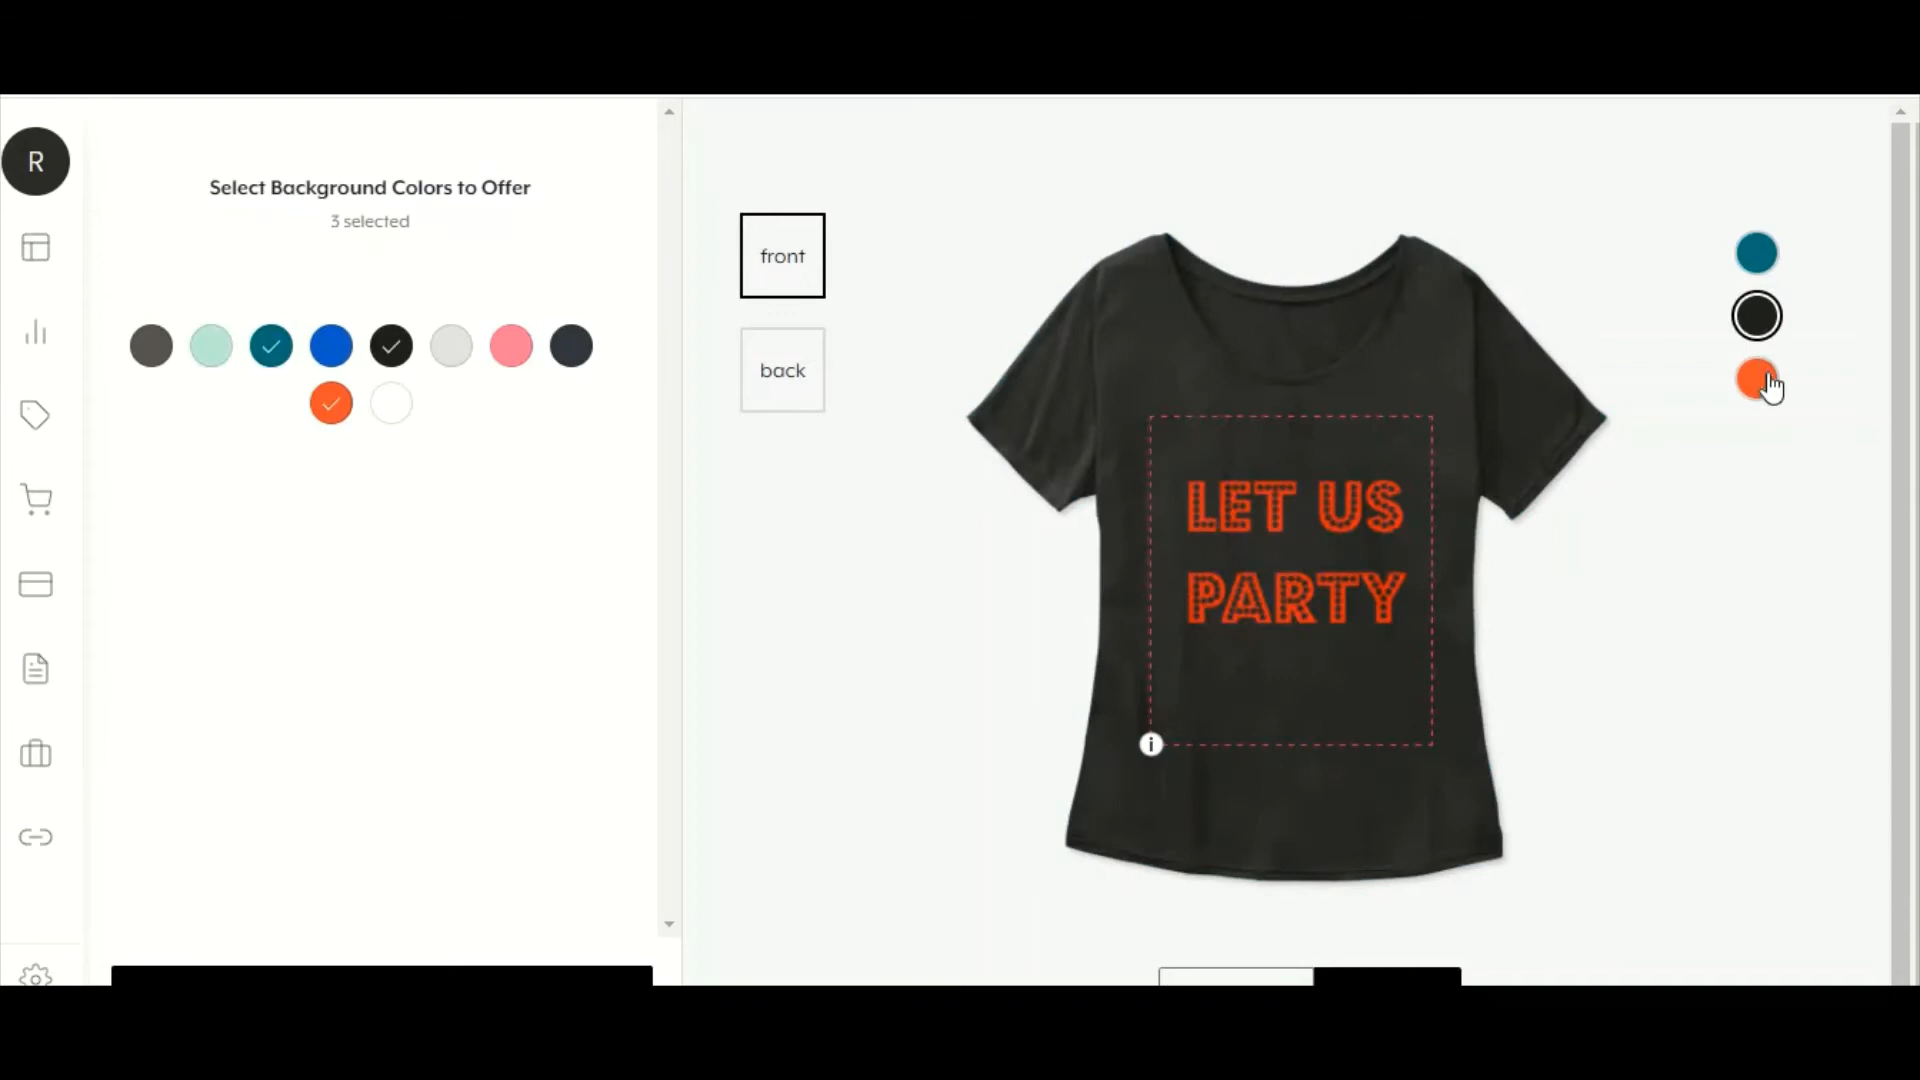 R
Select Background Colors to Offer
3 selected
front
back
LET US
PARTY
i